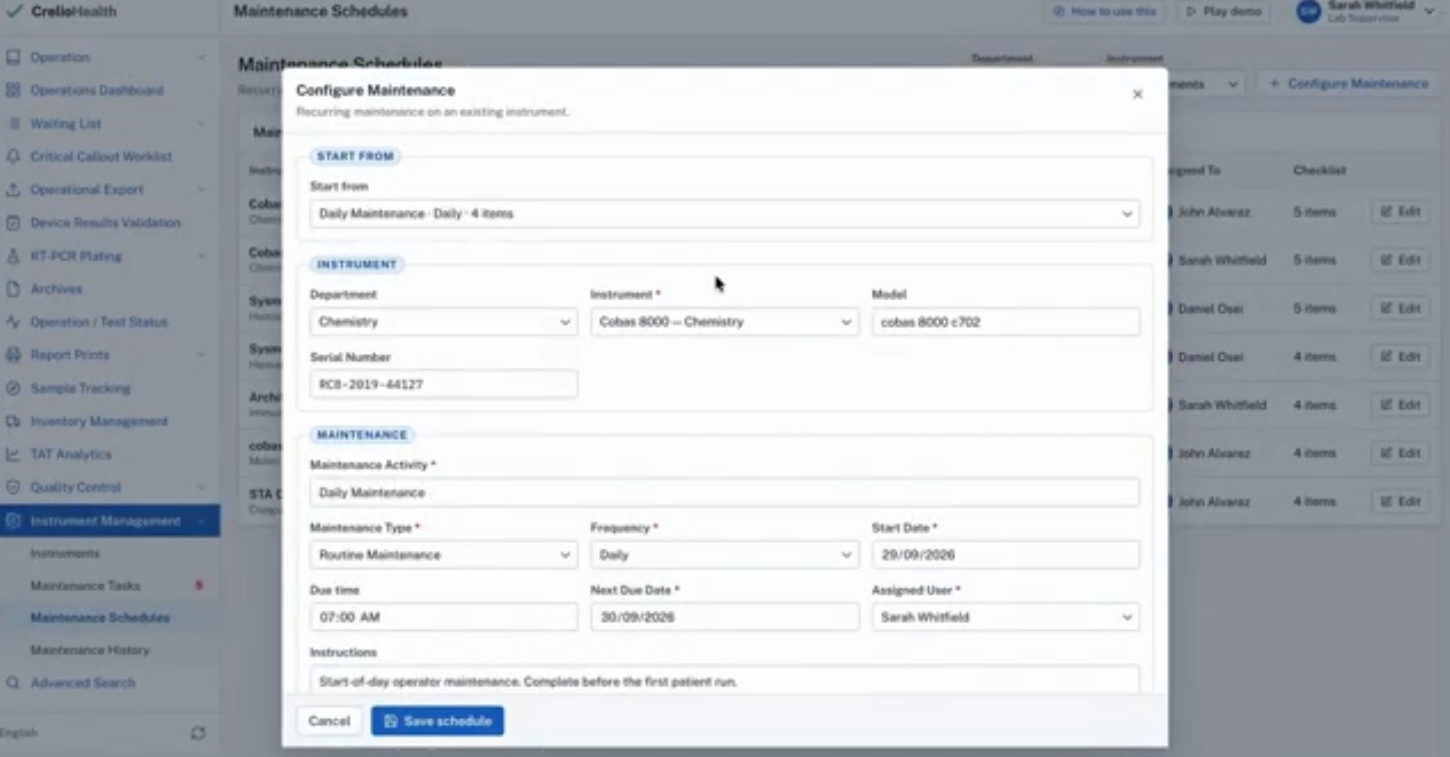 CrelioHealth
Maintenance Schedules
How to use this
Play demo
Sarah Whitfield
Lab Supervisor
Operation
Operations Dashboard
Waiting List
Critical Callout Worklist
Operational Export
Device Results Validation
RT-PCR Plating
Archives
Operation / Test Status
Report Prints
Sample Tracking
Inventory Management
TAT Analytics
Quality Control
Instrument Management
Instruments
Maintenance Tasks
Maintenance Schedules
Maintenance History
Advanced Search
English
Maintenance Schedules
Department
Instrument
+ Configure Maintenance
Configure Maintenance
Recurring maintenance on an existing instrument.
START FROM
Start from
Daily Maintenance · Daily · 4 items
INSTRUMENT
Department
Instrument *
Model
Chemistry
Cobas 8000 — Chemistry
cobas 8000 c702
Serial Number
RC8-2019-44127
MAINTENANCE
Maintenance Activity *
Daily Maintenance
Maintenance Type *
Frequency *
Start Date *
Routine Maintenance
Daily
29/09/2026
Due time
Next Due Date *
Assigned User *
07:00 AM
30/09/2026
Sarah Whitfield
Instructions
Start-of-day operator maintenance. Complete before the first patient run.
Cancel
Save schedule
Checklist
John Alvarez 5 items Edit
Sarah Whitfield 5 items Edit
Daniel Osei 5 items Edit
Daniel Osei 4 items Edit
Sarah Whitfield 4 items Edit
John Alvarez 4 items Edit
John Alvarez 4 items Edit